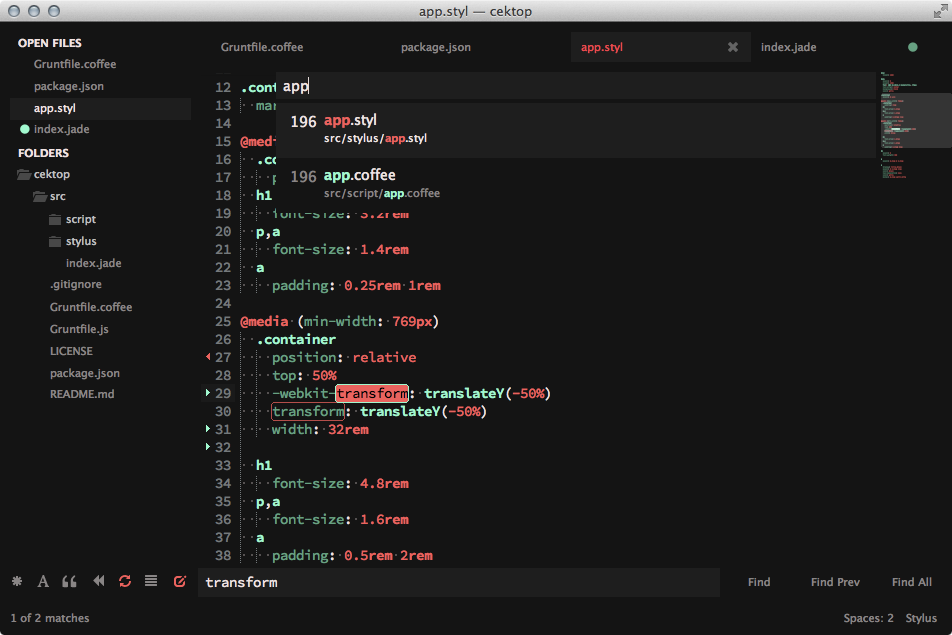 app.styl — cektop
OPEN FILES
Gruntfile.coffee
package.json
app.styl
index.jade
FOLDERS
cektop
src
script
stylus
index.jade
.gitignore
Gruntfile.coffee
Gruntfile.js
LICENSE
package.json
README.md
Gruntfile.coffee package.json app.styl index.jade
app
196 app.styl
src/stylus/app.styl
196 app.coffee
src/script/app.coffee
12 .cont
13 mar
14
15 @medi
16 .co
17
18 h1
19 font-size: 3.2rem
20 p,a
21 font-size: 1.4rem
22 a
23 padding: 0.25rem 1rem
24
25 @media (min-width: 769px)
26 .container
27 position: relative
28 top: 50%
29 -webkit-transform: translateY(-50%)
30 transform: translateY(-50%)
31 width: 32rem
32
33 h1
34 font-size: 4.8rem
35 p,a
36 font-size: 1.6rem
37 a
38 padding: 0.5rem 2rem
transform Find Find Prev Find All
1 of 2 matches Spaces: 2 Stylus